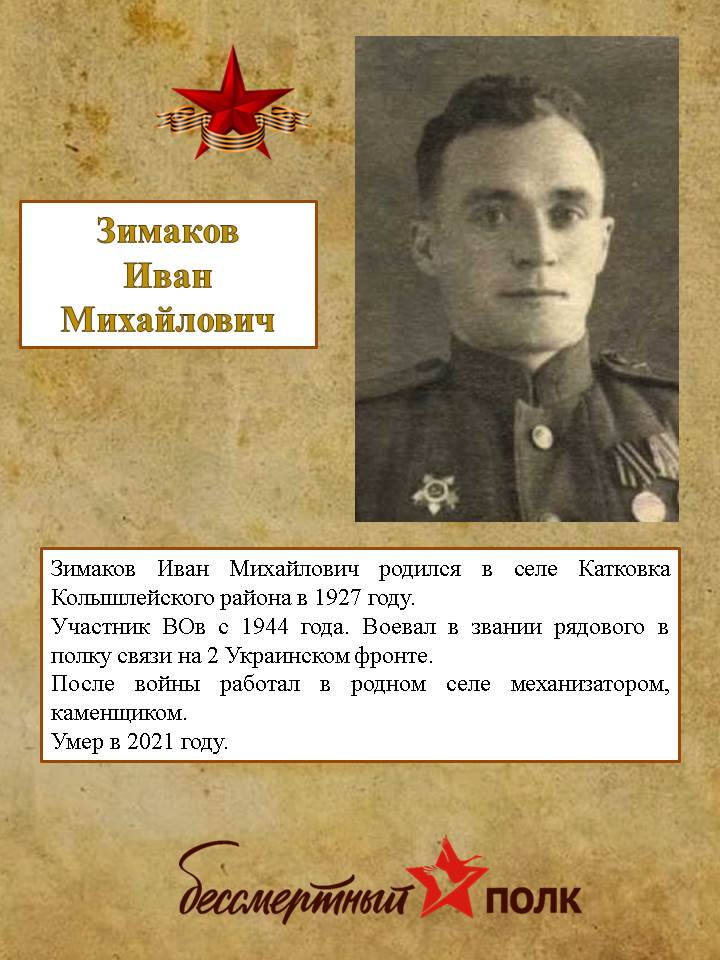 Зимаков
Иван
Михайлович
Зимаков Иван Михайлович родился в селе Катковка
Колышлейского района в 1927 году.
Участник ВОв с 1944 года. Воевал в звании рядового в
полку связи на 2 Украинском фронте.
После войны работал в родном селе механизатором,
каменщиком.
Умер в 2021 году.
бессмертный полк